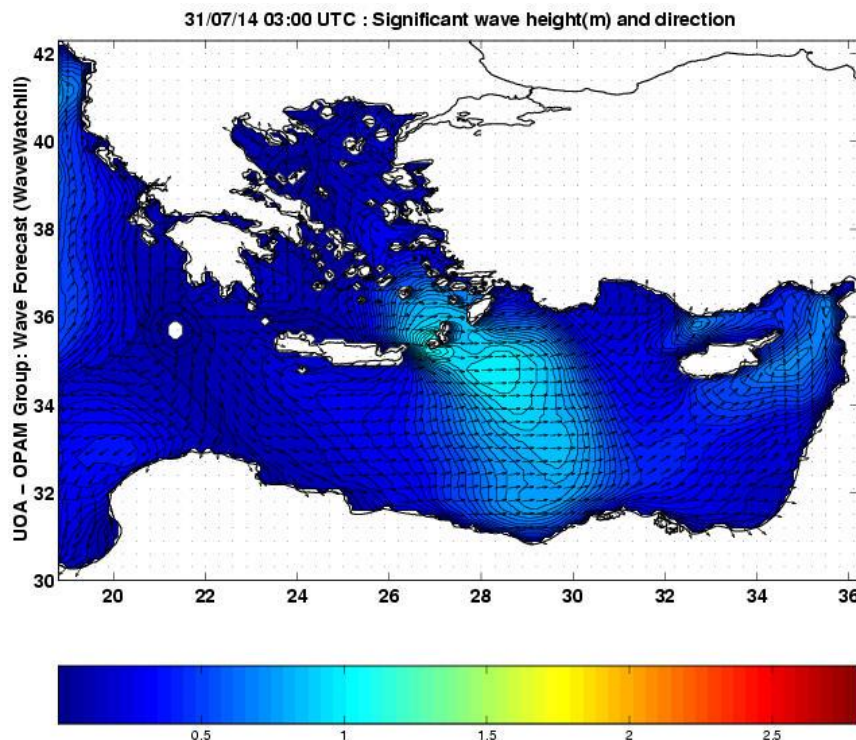 31/07/14 03:00 UTC : Significant wave height(m) and direction
UOA – OPAM Group: Wave Forecast (WaveWatchIII)
42
40
38
36
34
32
30
20 22 24 26 28 30 32 34 36
0.5 1 1.5 2 2.5